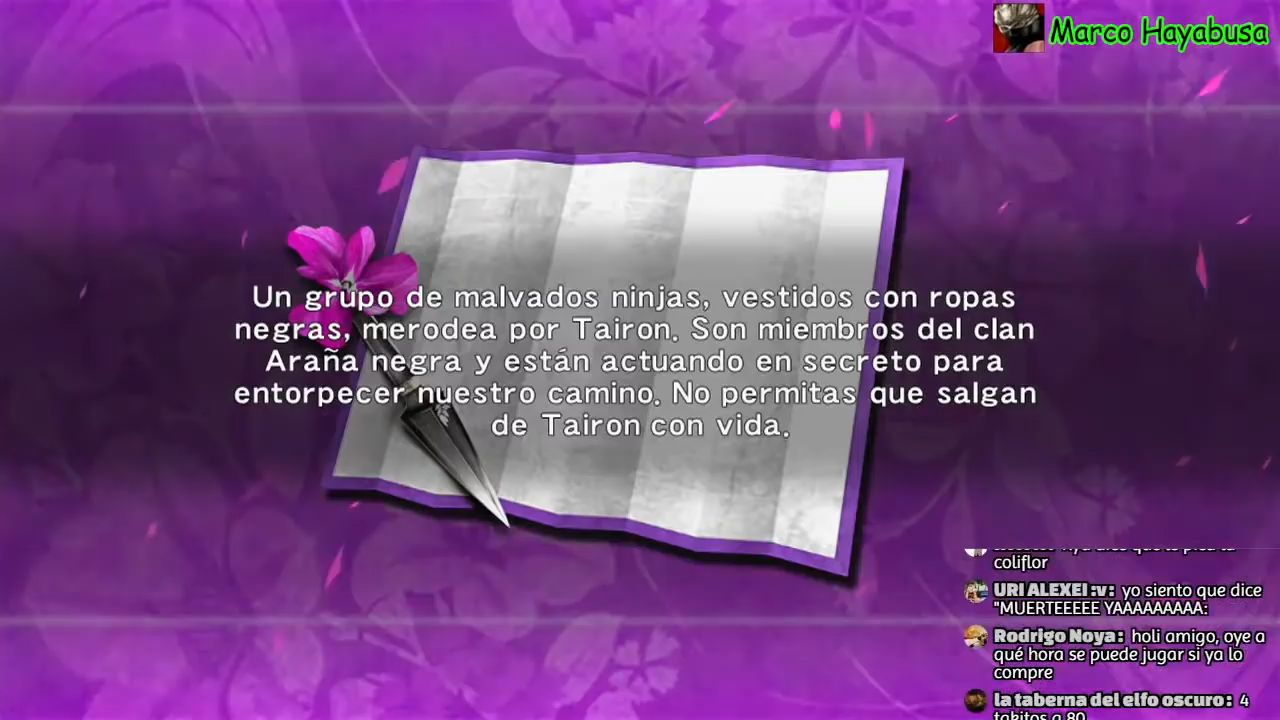 Marco Hayabusa
Un grupo de malvados ninjas, vestidos con ropas
negras, merodea por Tairon. Son miembros del clan
Araña negra y están actuando en secreto para
entorpecer nuestro camino. No permitas que salgan
de Tairon con vida.
coliflor
URI ALEXEI :v: yo siento que dice
"MUERTEEEEE YAAAAAAAAA:
Rodrigo Noya: holi amigo, oye a
qué hora se puede jugar si ya lo
compre
la taberna del elfo oscuro: 4
takitos a 80